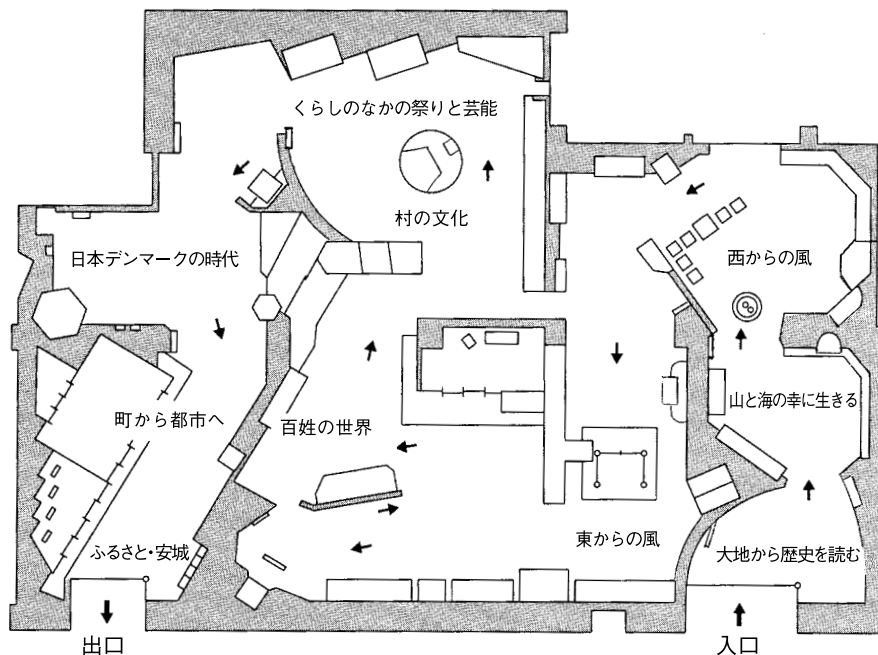 くらしのなかの祭りと芸能
村の文化
日本デンマークの時代
西からの風
町から都市へ
百姓の世界
山と海の幸に生きる
ふるさと・安城
東からの風
大地から歴史を読む
出口
入口